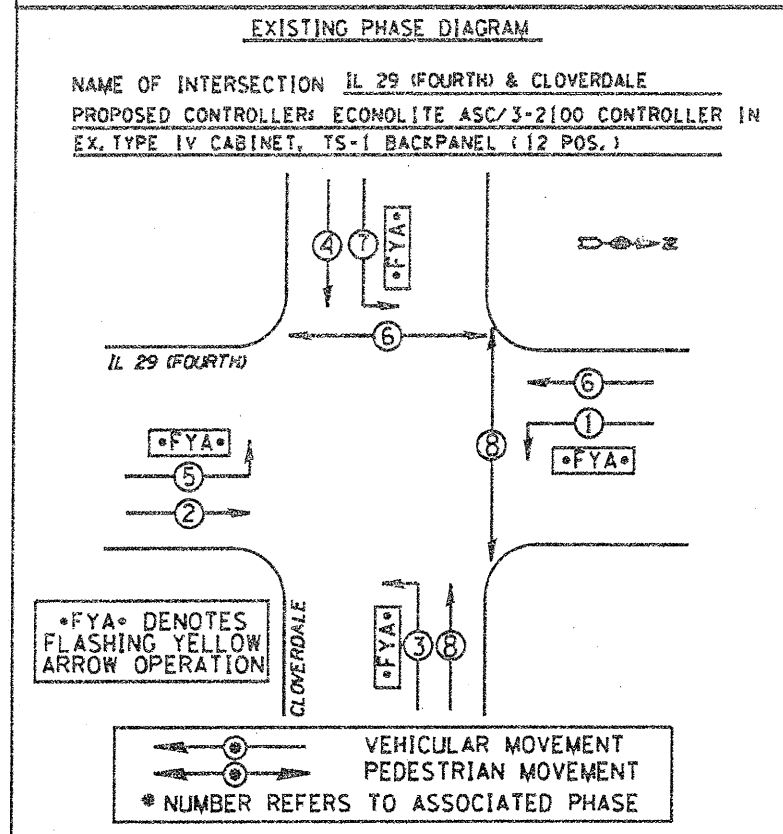 EXISTING PHASE DIAGRAM
NAME OF INTERSECTION IL 29 (FOURTH) & CLOVERDALE
PROPOSED CONTROLLER: ECONOLITE ASC/3-2100 CONTROLLER IN
EX. TYPE IV CABINET, TS-1 BACKPANEL (12 POS.)
4 7 *FYA*
N
6
IL 29 (FOURTH)
6
1
*FYA*
8
*FYA*
5
2
*FYA* DENOTES
FLASHING YELLOW
ARROW OPERATION
CLOVERDALE
*FYA* 3 8
* VEHICULAR MOVEMENT
* PEDESTRIAN MOVEMENT
* NUMBER REFERS TO ASSOCIATED PHASE